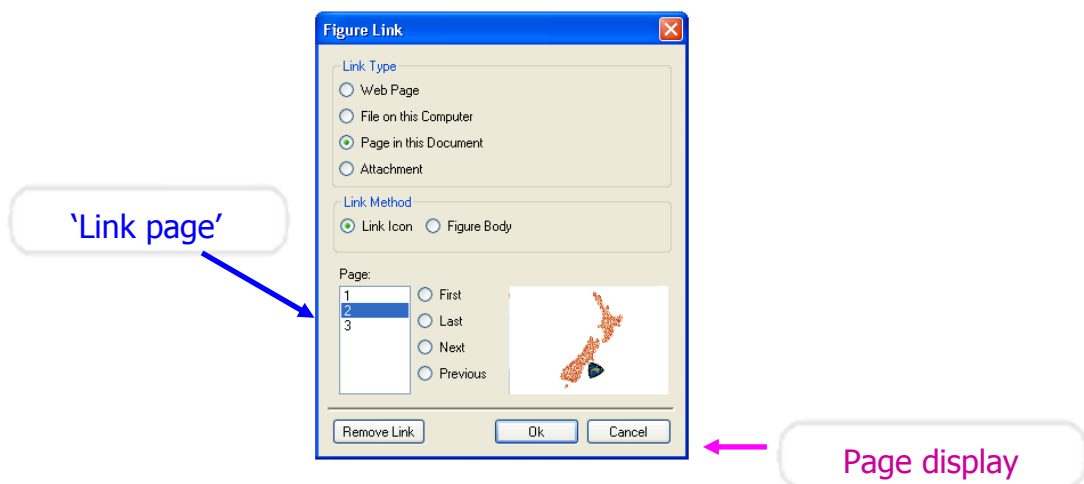 Figure Link
Link Type
Web Page
File on this Computer
Page in this Document
Attachment
'Link page'
Link Method
Link Icon Figure Body
Page:
1
2
3
First
Last
Next
Previous
Remove Link Ok Cancel
Page display